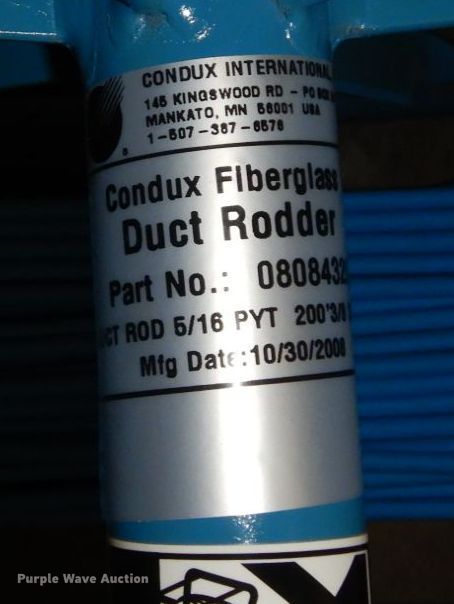 CONDUX INTERNATIONAL
145 KINGSWOOD RD - PO BOX
MANKATO, MN 56001 USA
1-507-387-6576
Condux Fiberglass
Duct Rodder
Part No.: 0808432
CT ROD 5/16 PYT 200'3/8
Mfg Date:10/30/2008
Purple Wave Auction